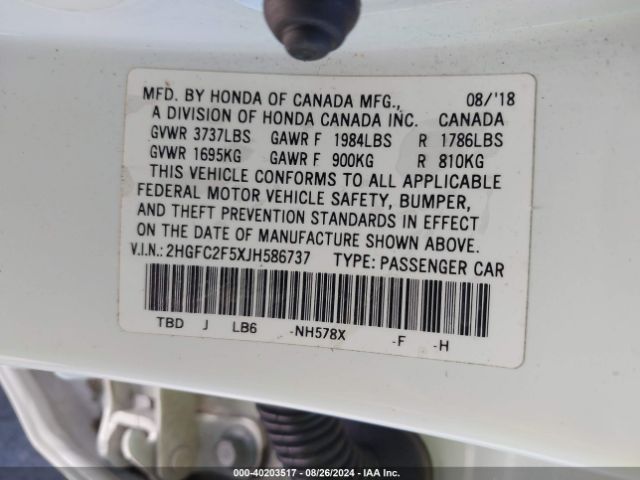 MFD. BY HONDA OF CANADA MFG., 08/'18
A DIVISION OF HONDA CANADA INC. CANADA
GVWR 3737LBS GAWR F 1984LBS R 1786LBS
GVWR 1695KG GAWR F 900KG R 810KG
THIS VEHICLE CONFORMS TO ALL APPLICABLE
FEDERAL MOTOR VEHICLE SAFETY, BUMPER,
AND THEFT PREVENTION STANDARDS IN EFFECT
ON THE DATE OF MANUFACTURE SHOWN ABOVE.
V.I.N.: 2HGFC2F5XJH586737 TYPE: PASSENGER CAR
TBD J LB6 -NH578X -F -H
000-40203517 - 08/26/2024 - IAA Inc.